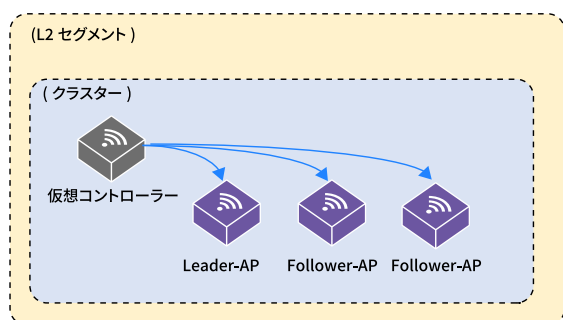 (L2 セグメント )
( クラスター )
仮想コントローラー
Leader-AP
Follower-AP
Follower-AP